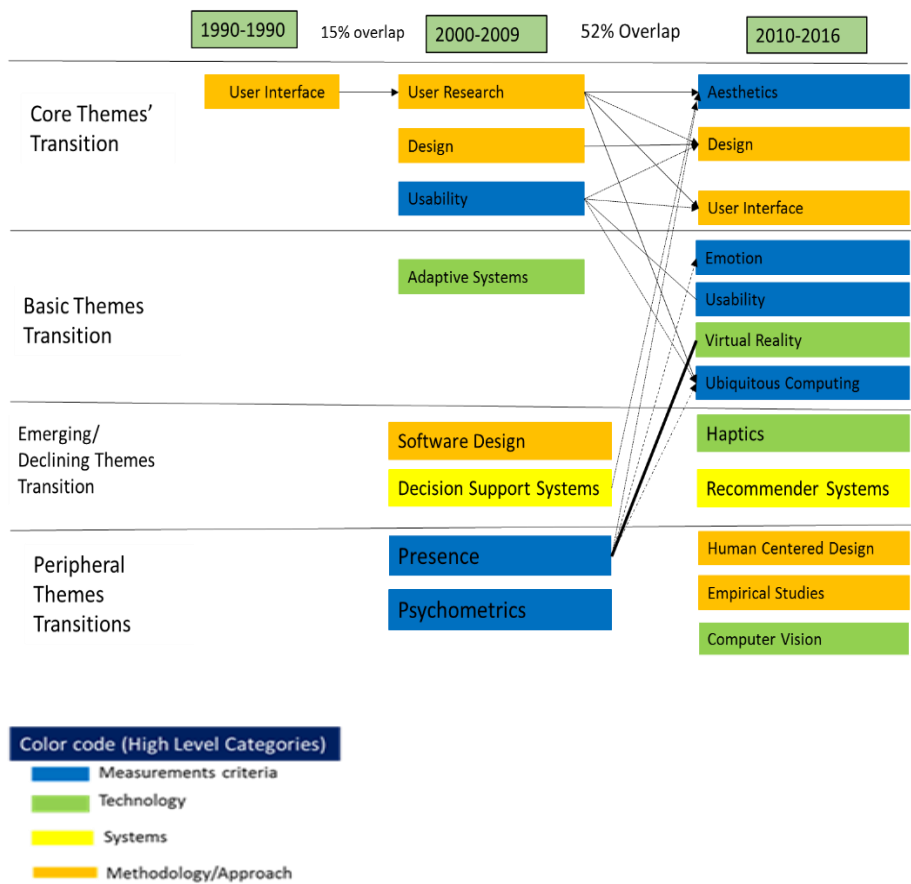 1990-1990
15% overlap
2000-2009
52% Overlap
2010-2016
Core Themes’
Transition
User Interface
User Research
Design
Usability
Aesthetics
Design
User Interface
Basic Themes
Transition
Adaptive Systems
Emotion
Usability
Virtual Reality
Ubiquitous Computing
Emerging/
Declining Themes
Transition
Software Design
Decision Support Systems
Haptics
Recommender Systems
Peripheral
Themes
Transitions
Presence
Psychometrics
Human Centered Design
Empirical Studies
Computer Vision
Color code (High Level Categories)
Measurements criteria
Technology
Systems
Methodology/Approach